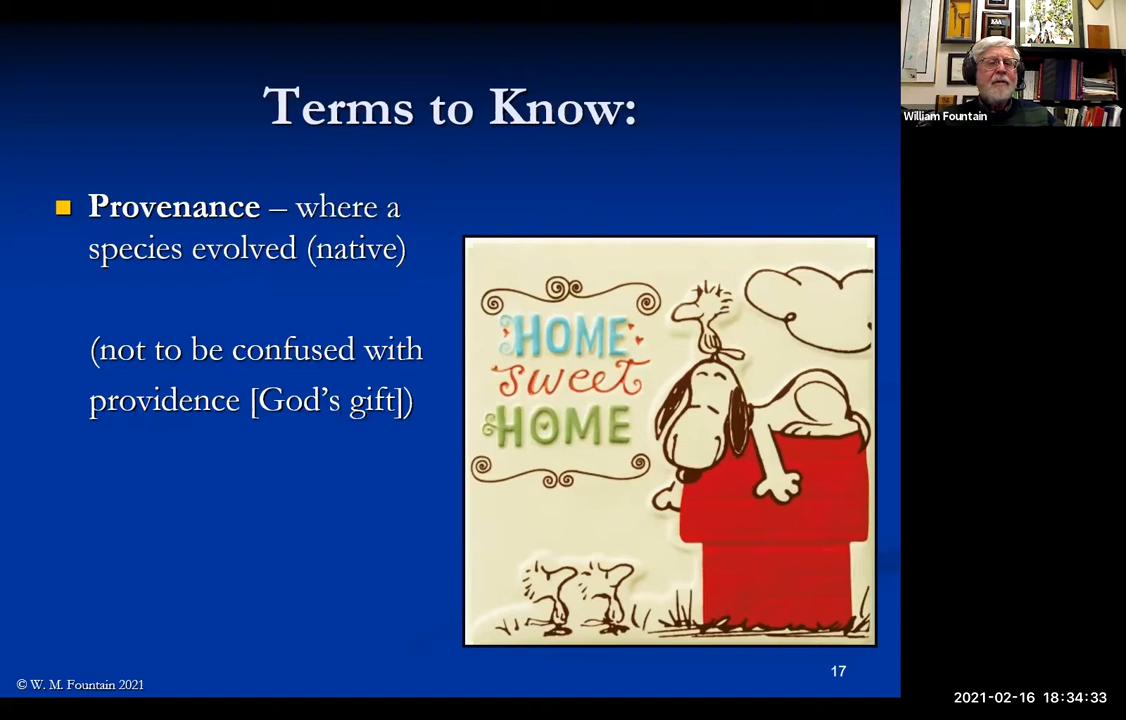 Terms to Know:
William Fountain
■ Provenance – where a
species evolved (native)
(not to be confused with
providence [God's gift])
HOME
sweet
HOME
17
© W. M. Fountain 2021
2021-02-16 18:34:33